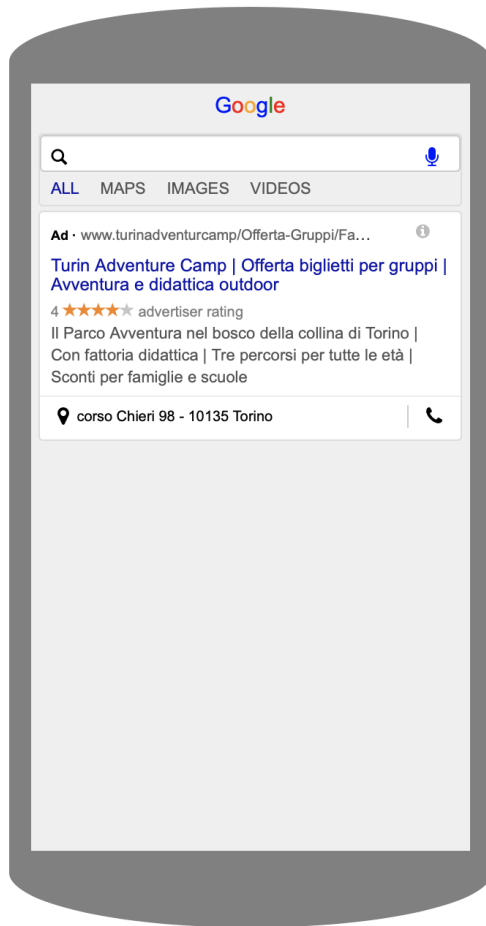 Google
ALL MAPS IMAGES VIDEOS
Ad · www.turinadventurcamp/Offerta-Gruppi/Fa...
Turin Adventure Camp | Offerta biglietti per gruppi |
Avventura e didattica outdoor
4 advertiser rating
Il Parco Avventura nel bosco della collina di Torino |
Con fattoria didattica | Tre percorsi per tutte le età |
Sconti per famiglie e scuole
corso Chieri 98 - 10135 Torino